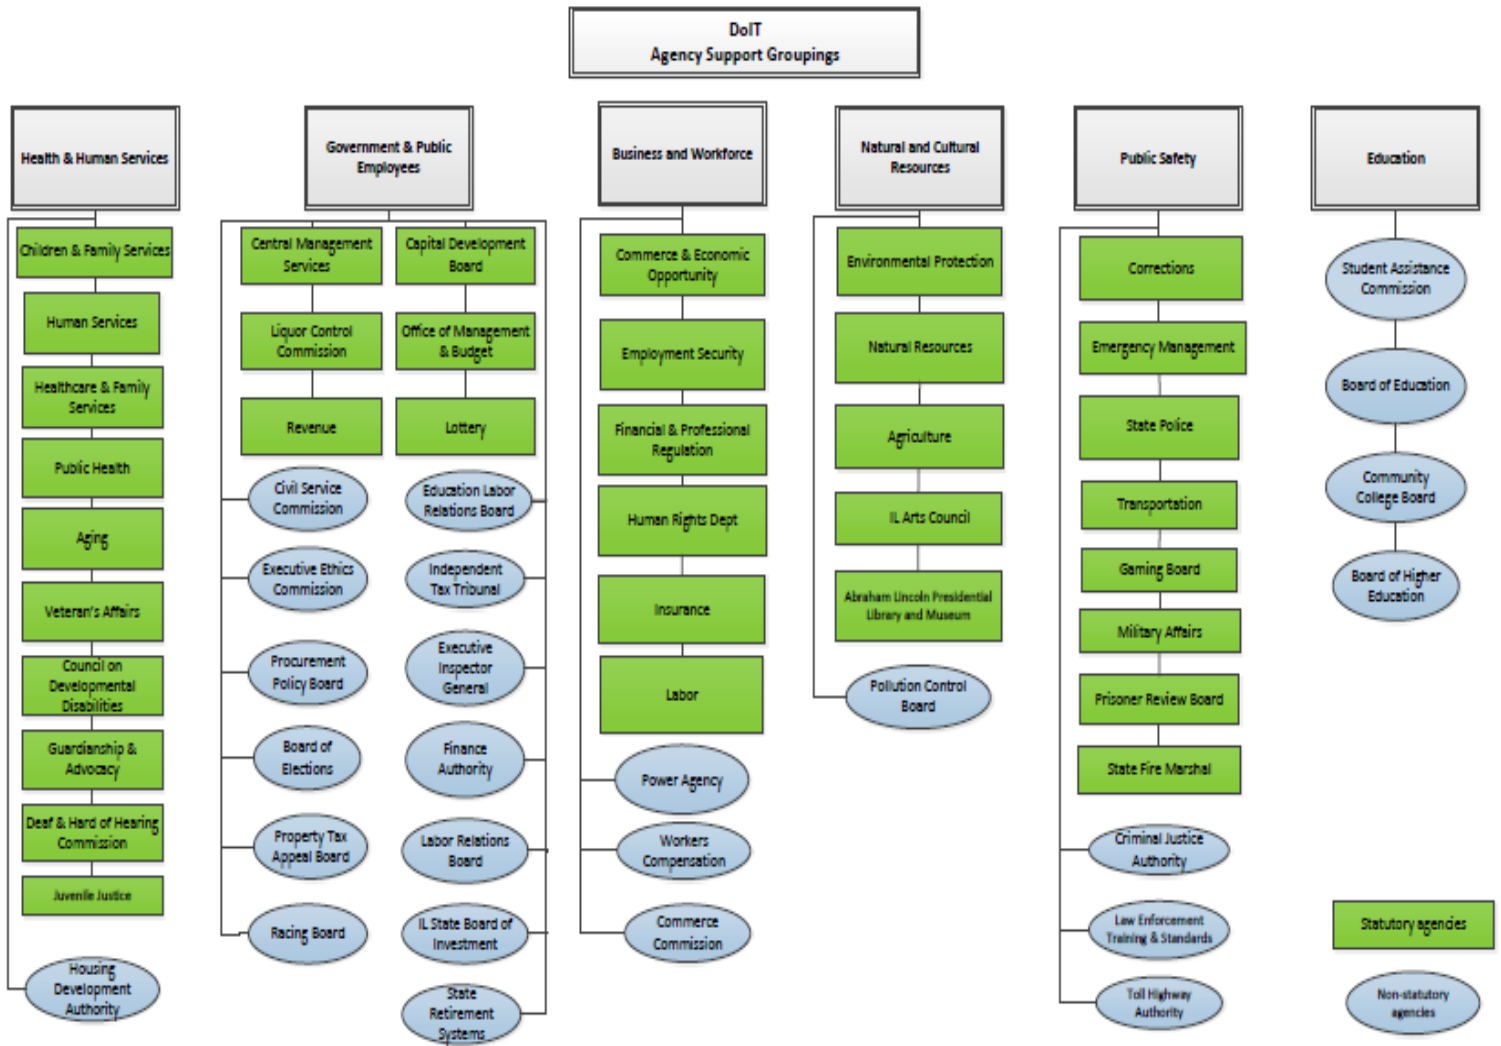 DoIT
Agency Support Groupings
Health & Human Services
Children & Family Services
Human Services
Healthcare & Family
Services
Public Health
Aging
Veteran's Affairs
Council on
Developmental
Disabilities
Guardianship &
Advocacy
Deaf & Hard of Hearing
Commission
Juvenile Justice
Housing
Development
Authority
Government & Public
Employees
Central Management
Services
Liquor Control
Commission
Revenue
Civil Service
Commission
Executive Ethics
Commission
Procurement
Policy Board
Board of
Elections
Property Tax
Appeal Board
Racing Board
Capital Development
Board
Office of Management
& Budget
Lottery
Education Labor
Relations Board
Independent
Tax Tribunal
Executive
Inspector
General
Finance
Authority
Labor Relations
Board
IL State Board of
Investment
State
Retirement
Systems
Business and Workforce
Commerce & Economic
Opportunity
Employment Security
Financial & Professional
Regulation
Human Rights Dept
Insurance
Labor
Power Agency
Workers
Compensation
Commerce
Commission
Natural and Cultural
Resources
Environmental Protection
Natural Resources
Agriculture
IL Arts Council
Abraham Lincoln Presidential
Library and Museum
Pollution Control
Board
Public Safety
Corrections
Emergency Management
State Police
Transportation
Gaming Board
Military Affairs
Prisoner Review Board
State Fire Marshal
Criminal Justice
Authority
Law Enforcement
Training & Standards
Toll Highway
Authority
Education
Student Assistance
Commission
Board of Education
Community
College Board
Board of Higher
Education
Statutory agencies
Non-statutory
agencies